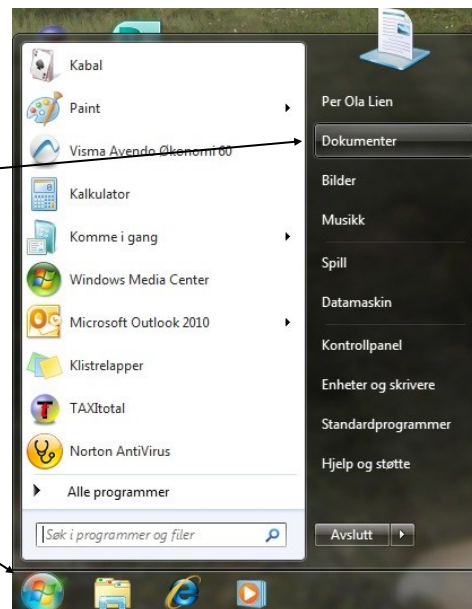 Kabal
Paint
Visma Avendo Økonomi 60
Kalkulator
Komme i gang
Windows Media Center
Microsoft Outlook 2010
Klistrelapper
TAXItotal
Norton AntiVirus
Alle programmer
Søk i programmer og filer
Per Ola Lien
Dokumenter
Bilder
Musikk
Spill
Datamaskin
Kontrollpanel
Enheter og skrivere
Standardprogrammer
Hjelp og støtte
Avslutt